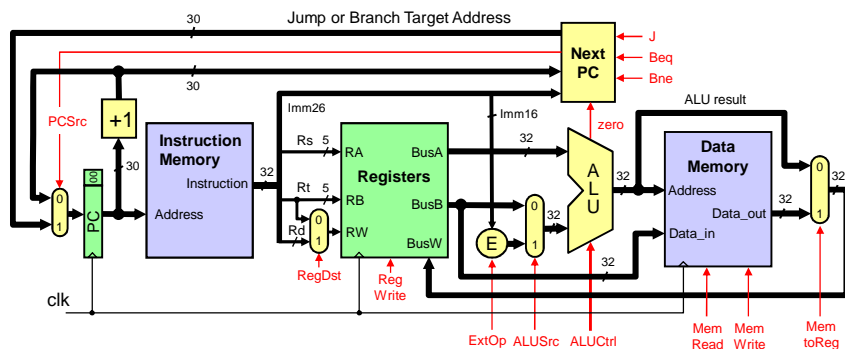 30
Jump or Branch Target Address
30
J
Beq
Bne
Next
PC
PCSrc
+1
30
Imm26
Imm16
zero
ALU result
Instruction
Memory
Instruction
Address
32
Rs
5
Rt
5
Rd
RA
RB
RW
Registers
BusA
BusB
BusW
0
1
32
32
A
L
U
32
Data
Memory
Address
Data_out
Data_in
32
0
1
32
0
1
PC
00
0
1
E
32
RegDst
Reg
Write
clk
ExtOp
ALUSrc
ALUCtrl
Mem
Read
Mem
Write
Mem
toReg